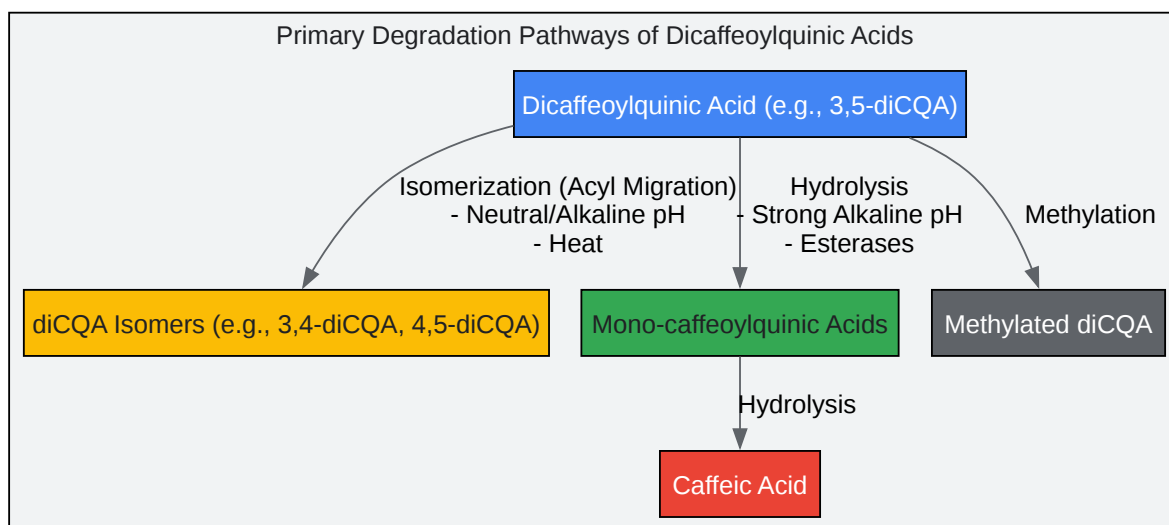 Primary Degradation Pathways of Dicaffeoylquinic Acids
Dicaffeoylquinic Acid (e.g., 3,5-diCQA)
Isomerization (Acyl Migration)
- Neutral/Alkaline pH
- Heat
Hydrolysis
- Strong Alkaline pH
- Esterases
Methylation
diCQA Isomers (e.g., 3,4-diCQA, 4,5-diCQA)
Mono-caffeoylquinic Acids
Methylated diCQA
Hydrolysis
Caffeic Acid